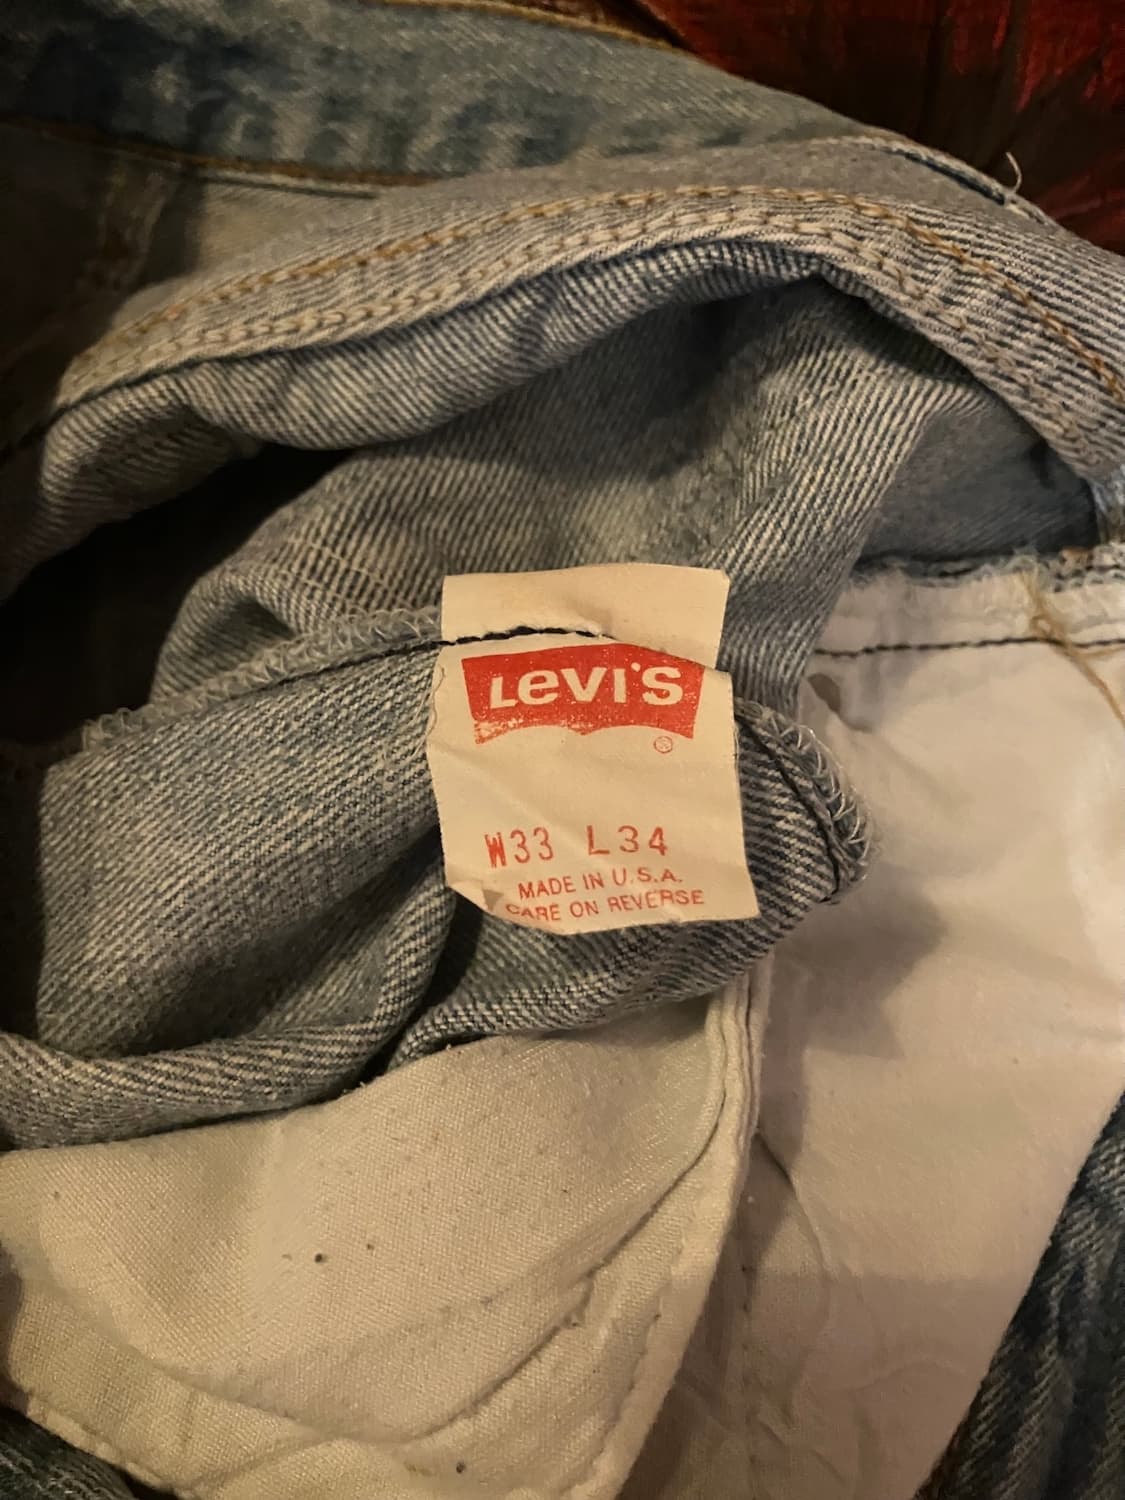 Levi's
®
W33 L34
MADE IN U.S.A.
CARE ON REVERSE